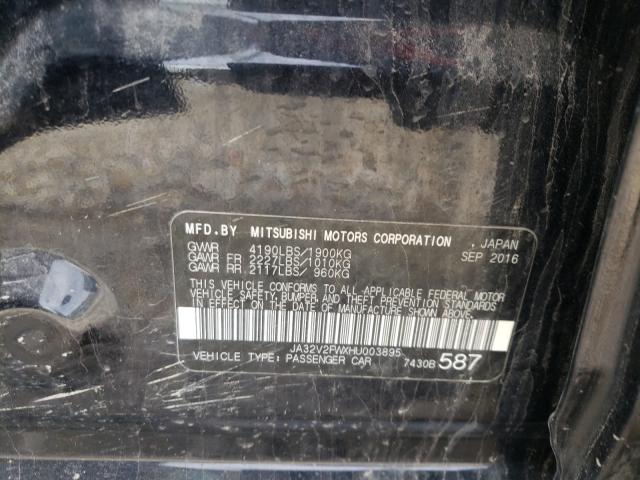 MFD.BY MITSUBISHI MOTORS CORPORATION , JAPAN
GVWR 4190LBS/1900KG SEP 2016
GAWR FR 2227LBS/1010KG
GAWR RR 2117LBS/ 960KG
THIS VEHICLE CONFORMS TO ALL APPLICABLE FEDERAL MOTOR
VEHICLE SAFETY, BUMPER, AND THEFT PREVENTION STANDARDS
IN EFFECT ON THE DATE OF MANUFACTURE SHOWN ABOVE.
JA32V2FWXHU003895
VEHICLE TYPE: PASSENGER CAR 7430B 587